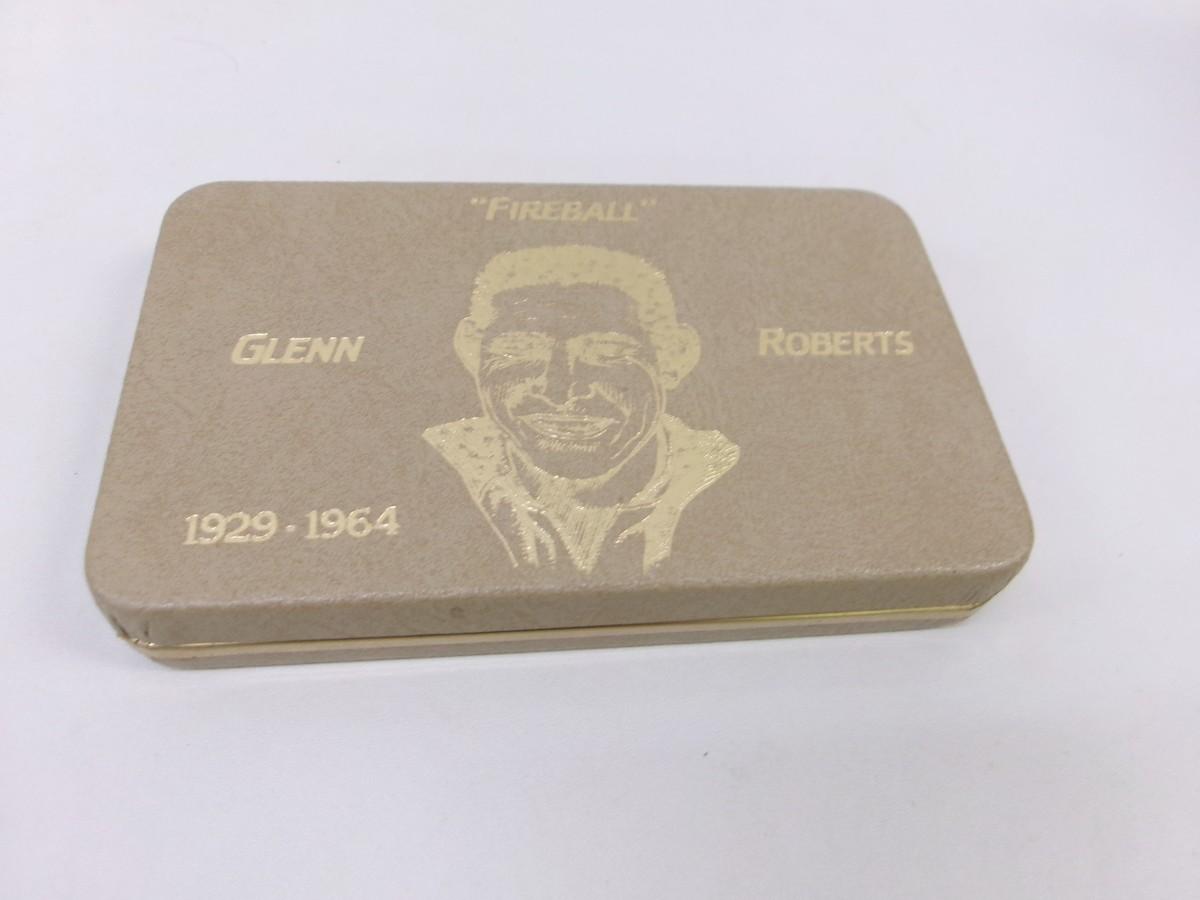 "FIREBALL"
GLENN ROBERTS
1929 · 1964